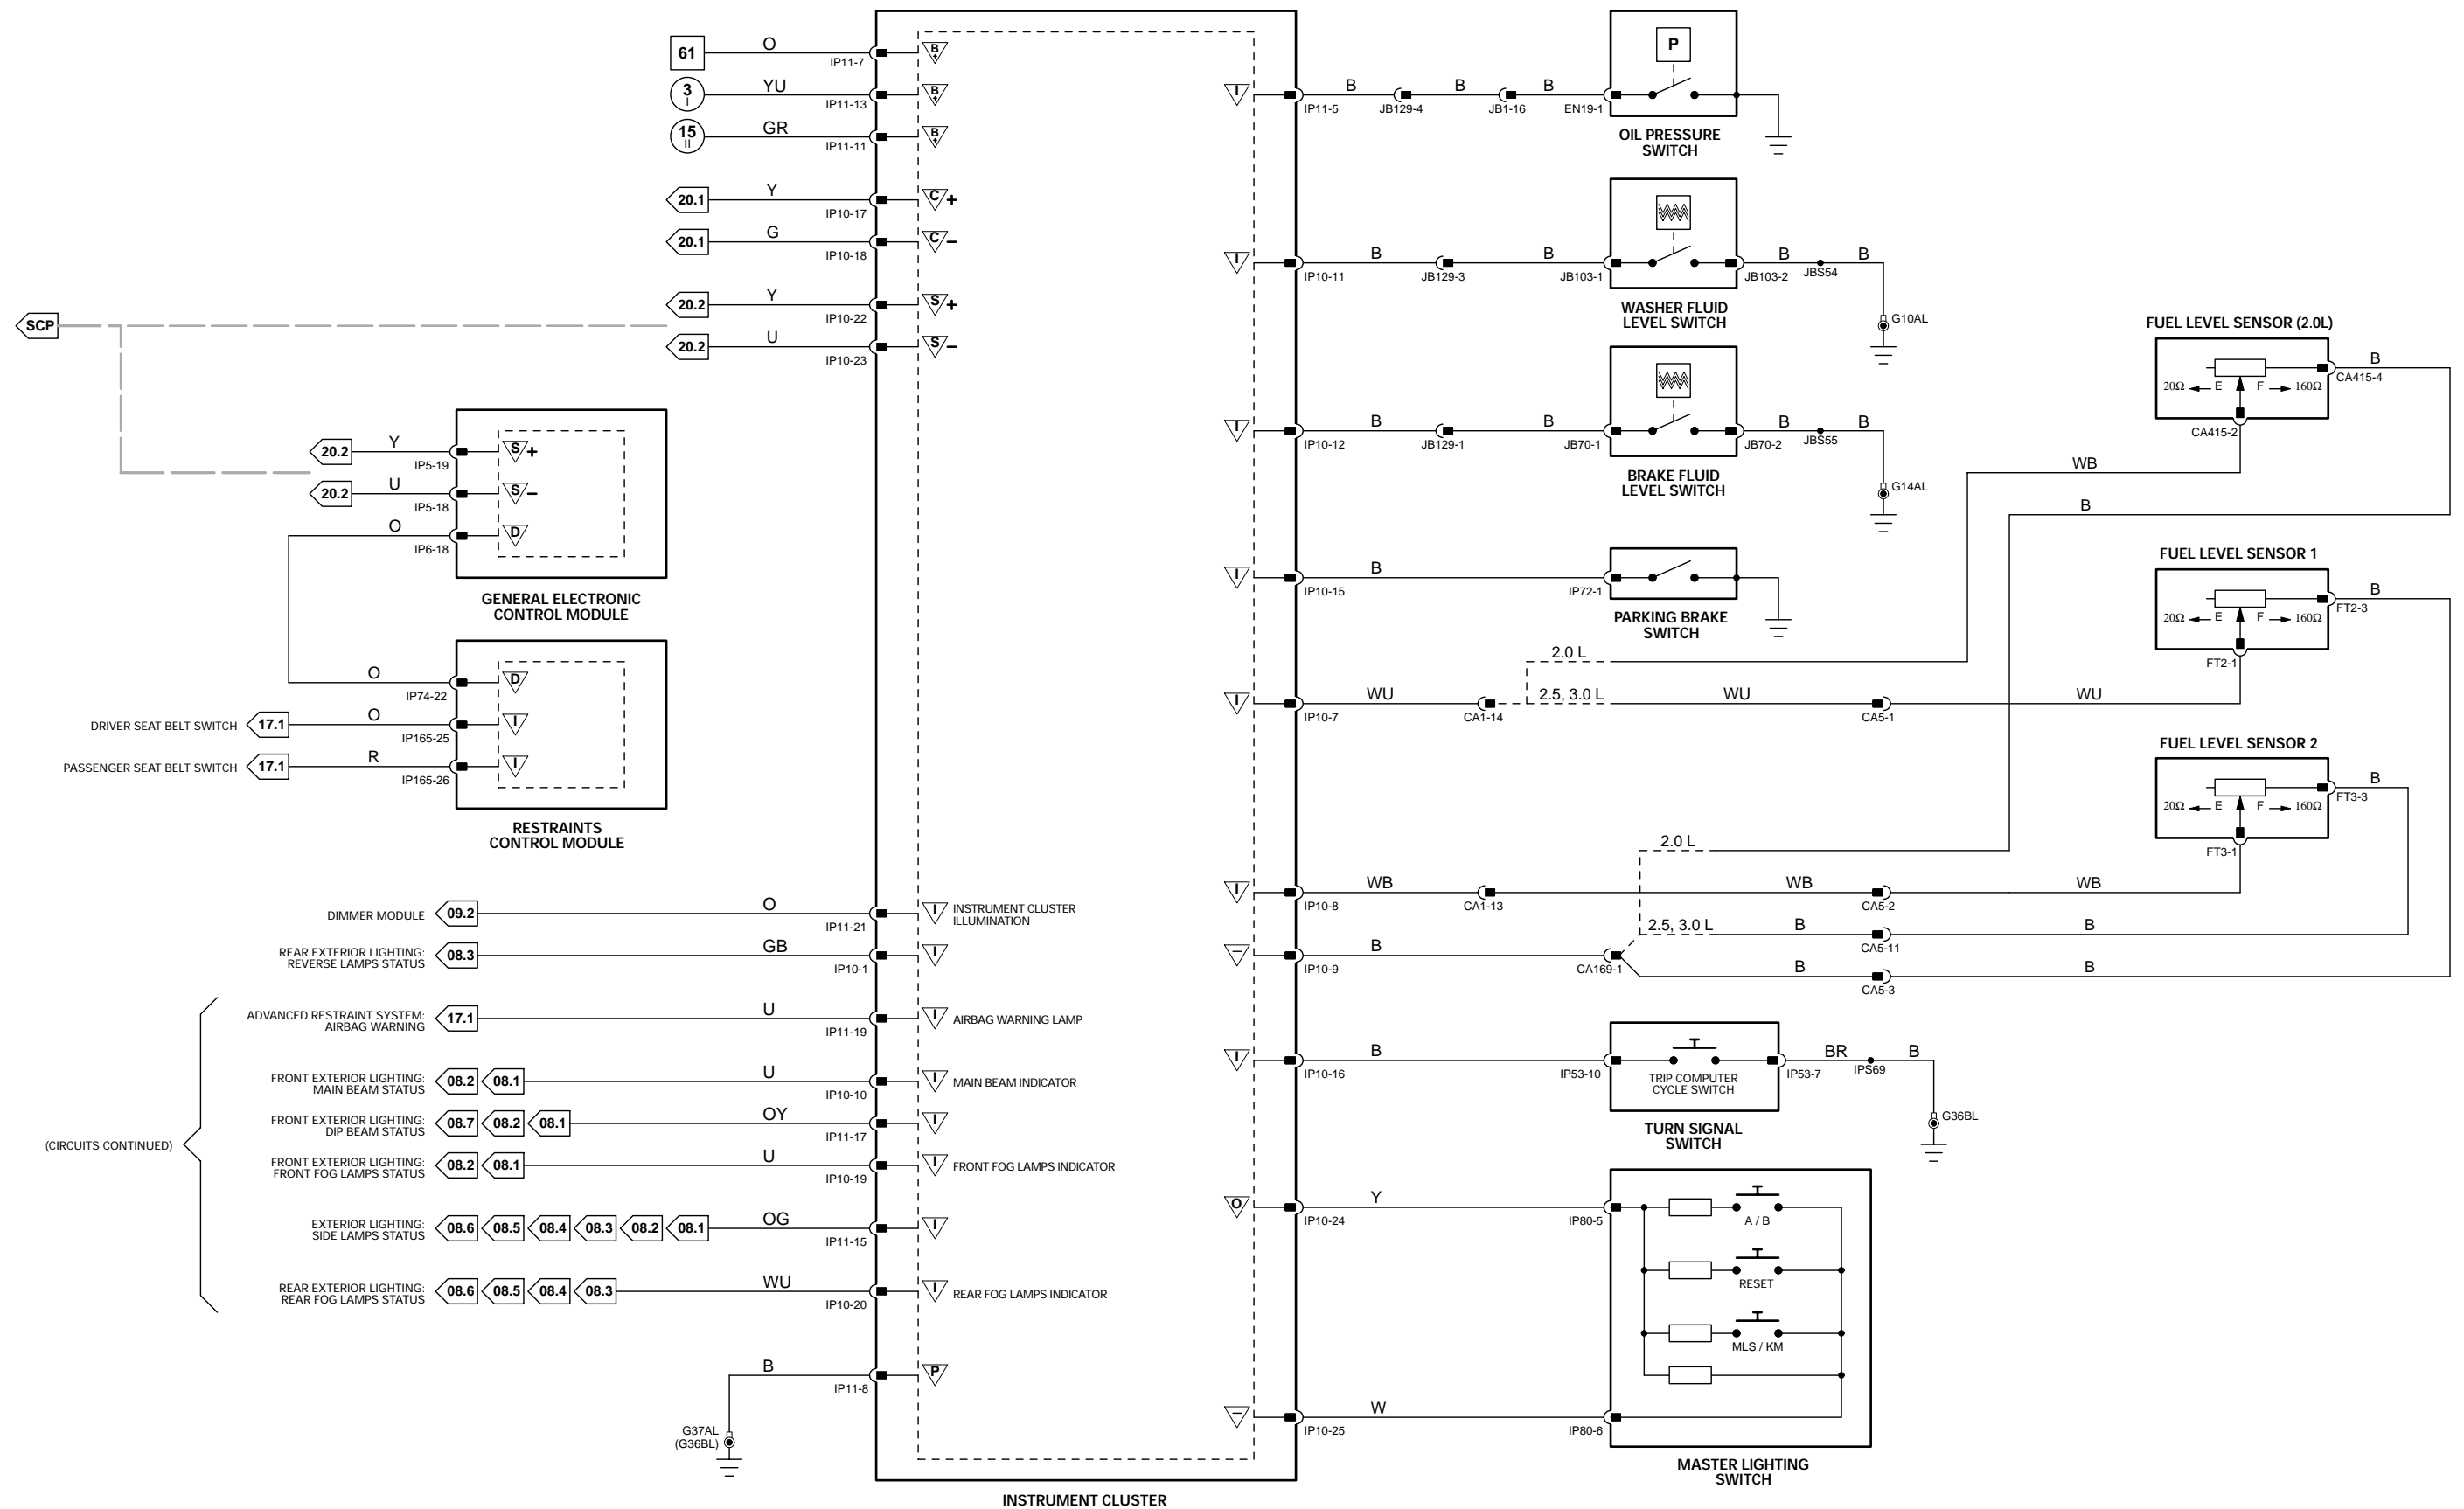 61
O
IP11-7
B
+
3
I
YU
IP11-13
B
+
15
II
GR
IP11-11
B
+
20.1
Y
IP10-17
C
+
20.1
G
IP10-18
C
–
20.2
Y
IP10-22
S
+
20.2
U
IP10-23
S
–
SCP
20.2
Y
IP5-19
S
+
20.2
U
IP5-18
S
–
O
IP6-18
D
GENERAL ELECTRONIC
CONTROL MODULE
O
IP74-22
D
DRIVER SEAT BELT SWITCH
17.1
O
IP165-25
I
PASSENGER SEAT BELT SWITCH
17.1
R
IP165-26
I
RESTRAINTS
CONTROL MODULE
DIMMER MODULE
09.2
O
IP11-21
I
INSTRUMENT CLUSTER
ILLUMINATION
REAR EXTERIOR LIGHTING:
REVERSE LAMPS STATUS
08.3
GB
IP10-1
I
(CIRCUITS CONTINUED)
ADVANCED RESTRAINT SYSTEM:
AIRBAG WARNING
17.1
U
IP11-19
I
AIRBAG WARNING LAMP
FRONT EXTERIOR LIGHTING:
MAIN BEAM STATUS
08.2 08.1
U
IP10-10
I
MAIN BEAM INDICATOR
FRONT EXTERIOR LIGHTING:
DIP BEAM STATUS
08.7 08.2 08.1
OY
IP11-17
I
FRONT EXTERIOR LIGHTING:
FRONT FOG LAMPS STATUS
08.2 08.1
U
IP10-19
I
FRONT FOG LAMPS INDICATOR
EXTERIOR LIGHTING:
SIDE LAMPS STATUS
08.6 08.5 08.4 08.3 08.2 08.1
OG
IP11-15
I
REAR EXTERIOR LIGHTING:
REAR FOG LAMPS STATUS
08.6 08.5 08.4 08.3
WU
IP10-20
I
REAR FOG LAMPS INDICATOR
B
IP11-8
P
G37AL
(G36BL)
INSTRUMENT CLUSTER
I
IP11-5
B
JB129-4
B
JB1-16
B
EN19-1
P
OIL PRESSURE
SWITCH
I
IP10-11
B
JB129-3
B
JB103-1
JB103-2
B
JBS54
B
G10AL
WASHER FLUID
LEVEL SWITCH
I
IP10-12
B
JB129-1
B
JB70-1
JB70-2
B
JBS55
B
G14AL
BRAKE FLUID
LEVEL SWITCH
I
IP10-15
B
IP72-1
PARKING BRAKE
SWITCH
I
IP10-7
WU
CA1-14
2.0 L
2.5, 3.0 L
WU
CA5-1
WU
FUEL LEVEL SENSOR (2.0L)
20Ω E F 160Ω
B
CA415-4
CA415-2
WB
B
FUEL LEVEL SENSOR 1
20Ω E F 160Ω
B
FT2-3
FT2-1
FUEL LEVEL SENSOR 2
20Ω E F 160Ω
B
FT3-3
FT3-1
I
IP10-8
WB
CA1-13
2.0 L
WB
CA5-2
WB
–
IP10-9
B
CA169-1
2.5, 3.0 L
B
CA5-11
B
B
CA5-3
B
I
IP10-16
B
IP53-10
TRIP COMPUTER
CYCLE SWITCH
IP53-7
BR
IPS69
B
G36BL
TURN SIGNAL
SWITCH
O
IP10-24
Y
IP80-5
A / B
RESET
MLS / KM
–
IP10-25
W
IP80-6
MASTER LIGHTING
SWITCH